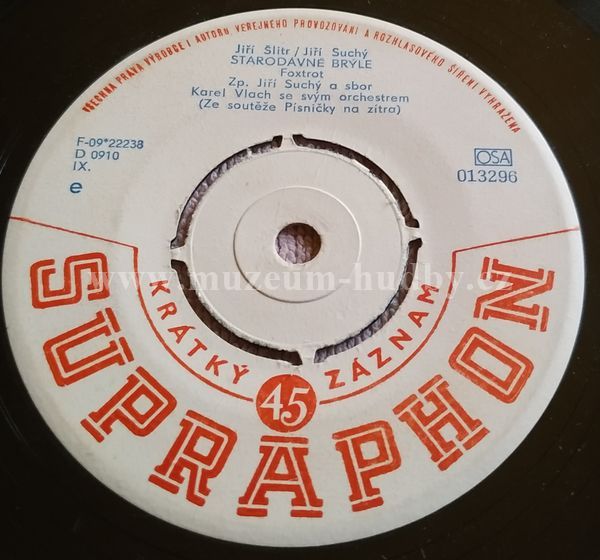 VŠECHNA PRÁVA VÝROBCE I AUTORŮ VEŘEJNÉHO PROVOZOVÁNÍ A ROZHLASOVÉHO ŠÍŘENÍ VYHRAŽENA
Jiří Šlitr/Jiří Suchý
STARODÁVNÉ BRÝLE
Foxtrot
Zp. Jiří Suchý a sbor
Karel Vlach se svým orchestrem
(Ze soutěže Písničky na zítra)
F-09*22238
D 0910
IX.
e
OSA
013296
www.muzeum-hudby.cz
KRÁTKÝ 45 ZÁZNAM
SUPRAPHON